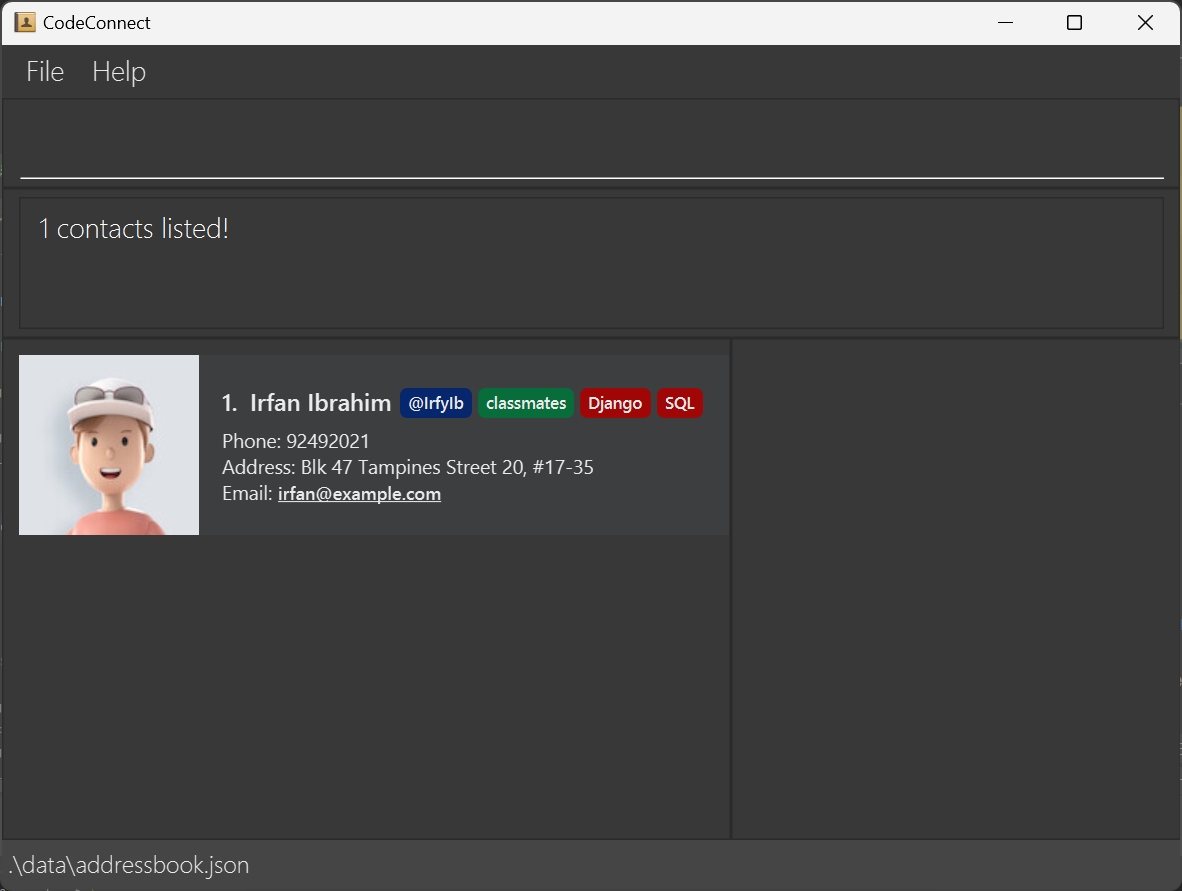 CodeConnect
File Help
1 contacts listed!
1. Irfan Ibrahim @IrfyIb classmates Django SQL
Phone: 92492021
Address: Blk 47 Tampines Street 20, #17-35
Email: irfan@example.com
.\data\addressbook.json